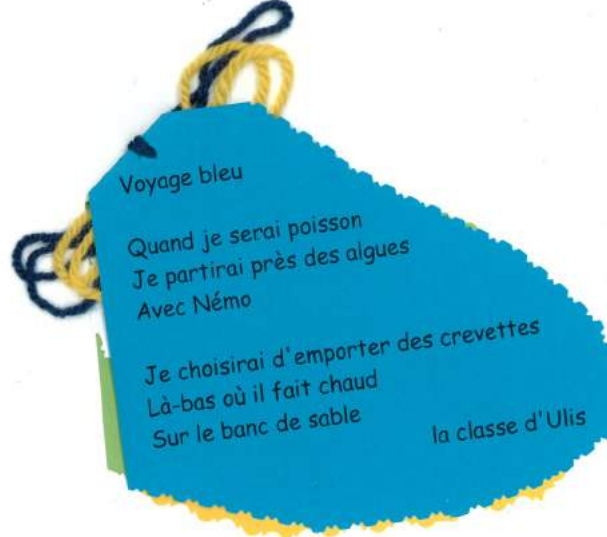 Voyage bleu
Quand je serai poisson
Je partirai près des algues
Avec Némo
Je choisirai d'emporter des crevettes
Là-bas où il fait chaud
Sur le banc de sable
la classe d'Ulis